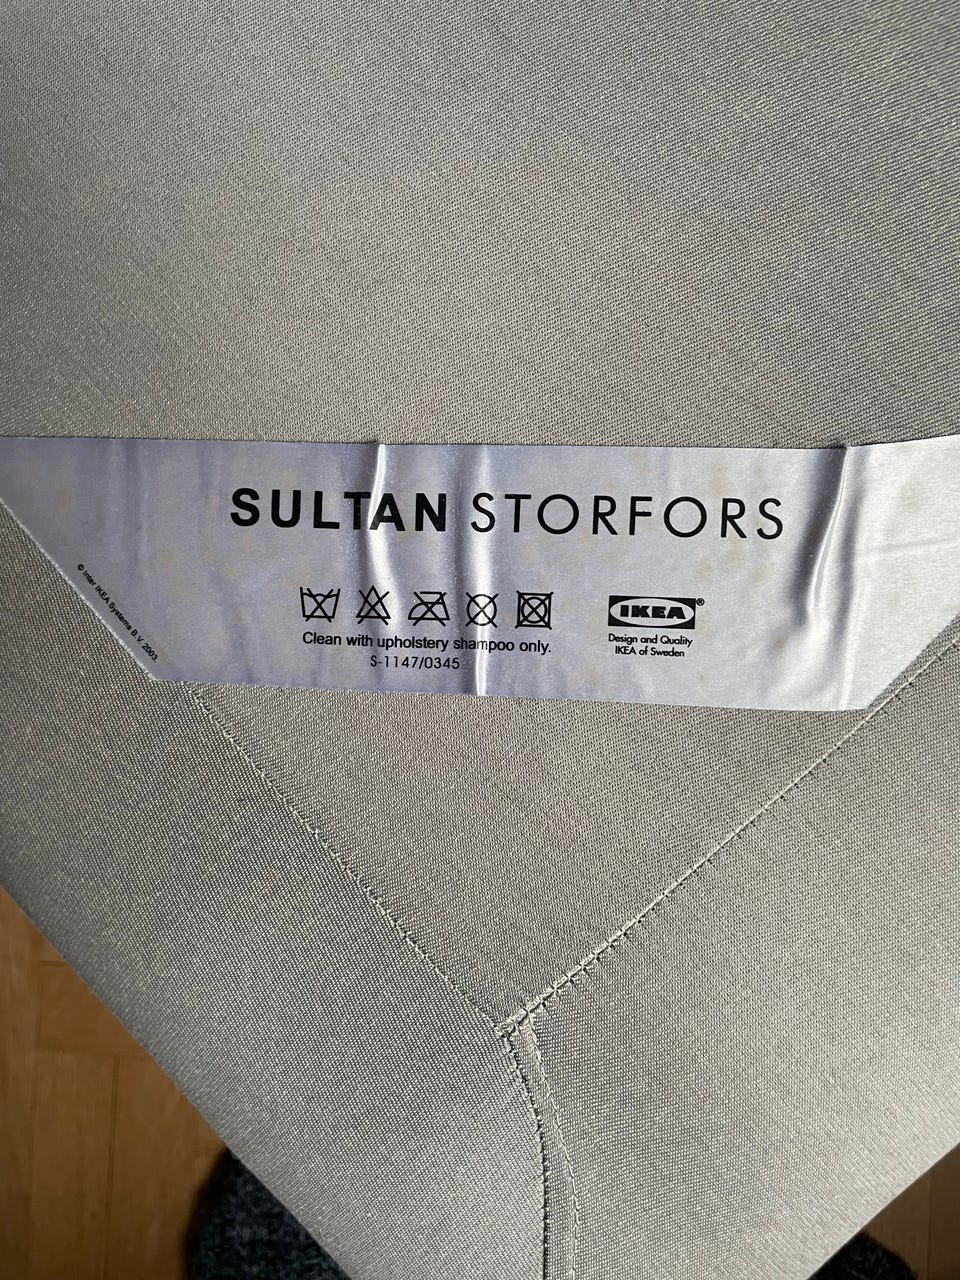 SULTAN STORFORS
© Inter IKEA Systems B.V. 2003.
Clean with upholstery shampoo only.
S-1147/0345
IKEA®
Design and Quality
IKEA of Sweden